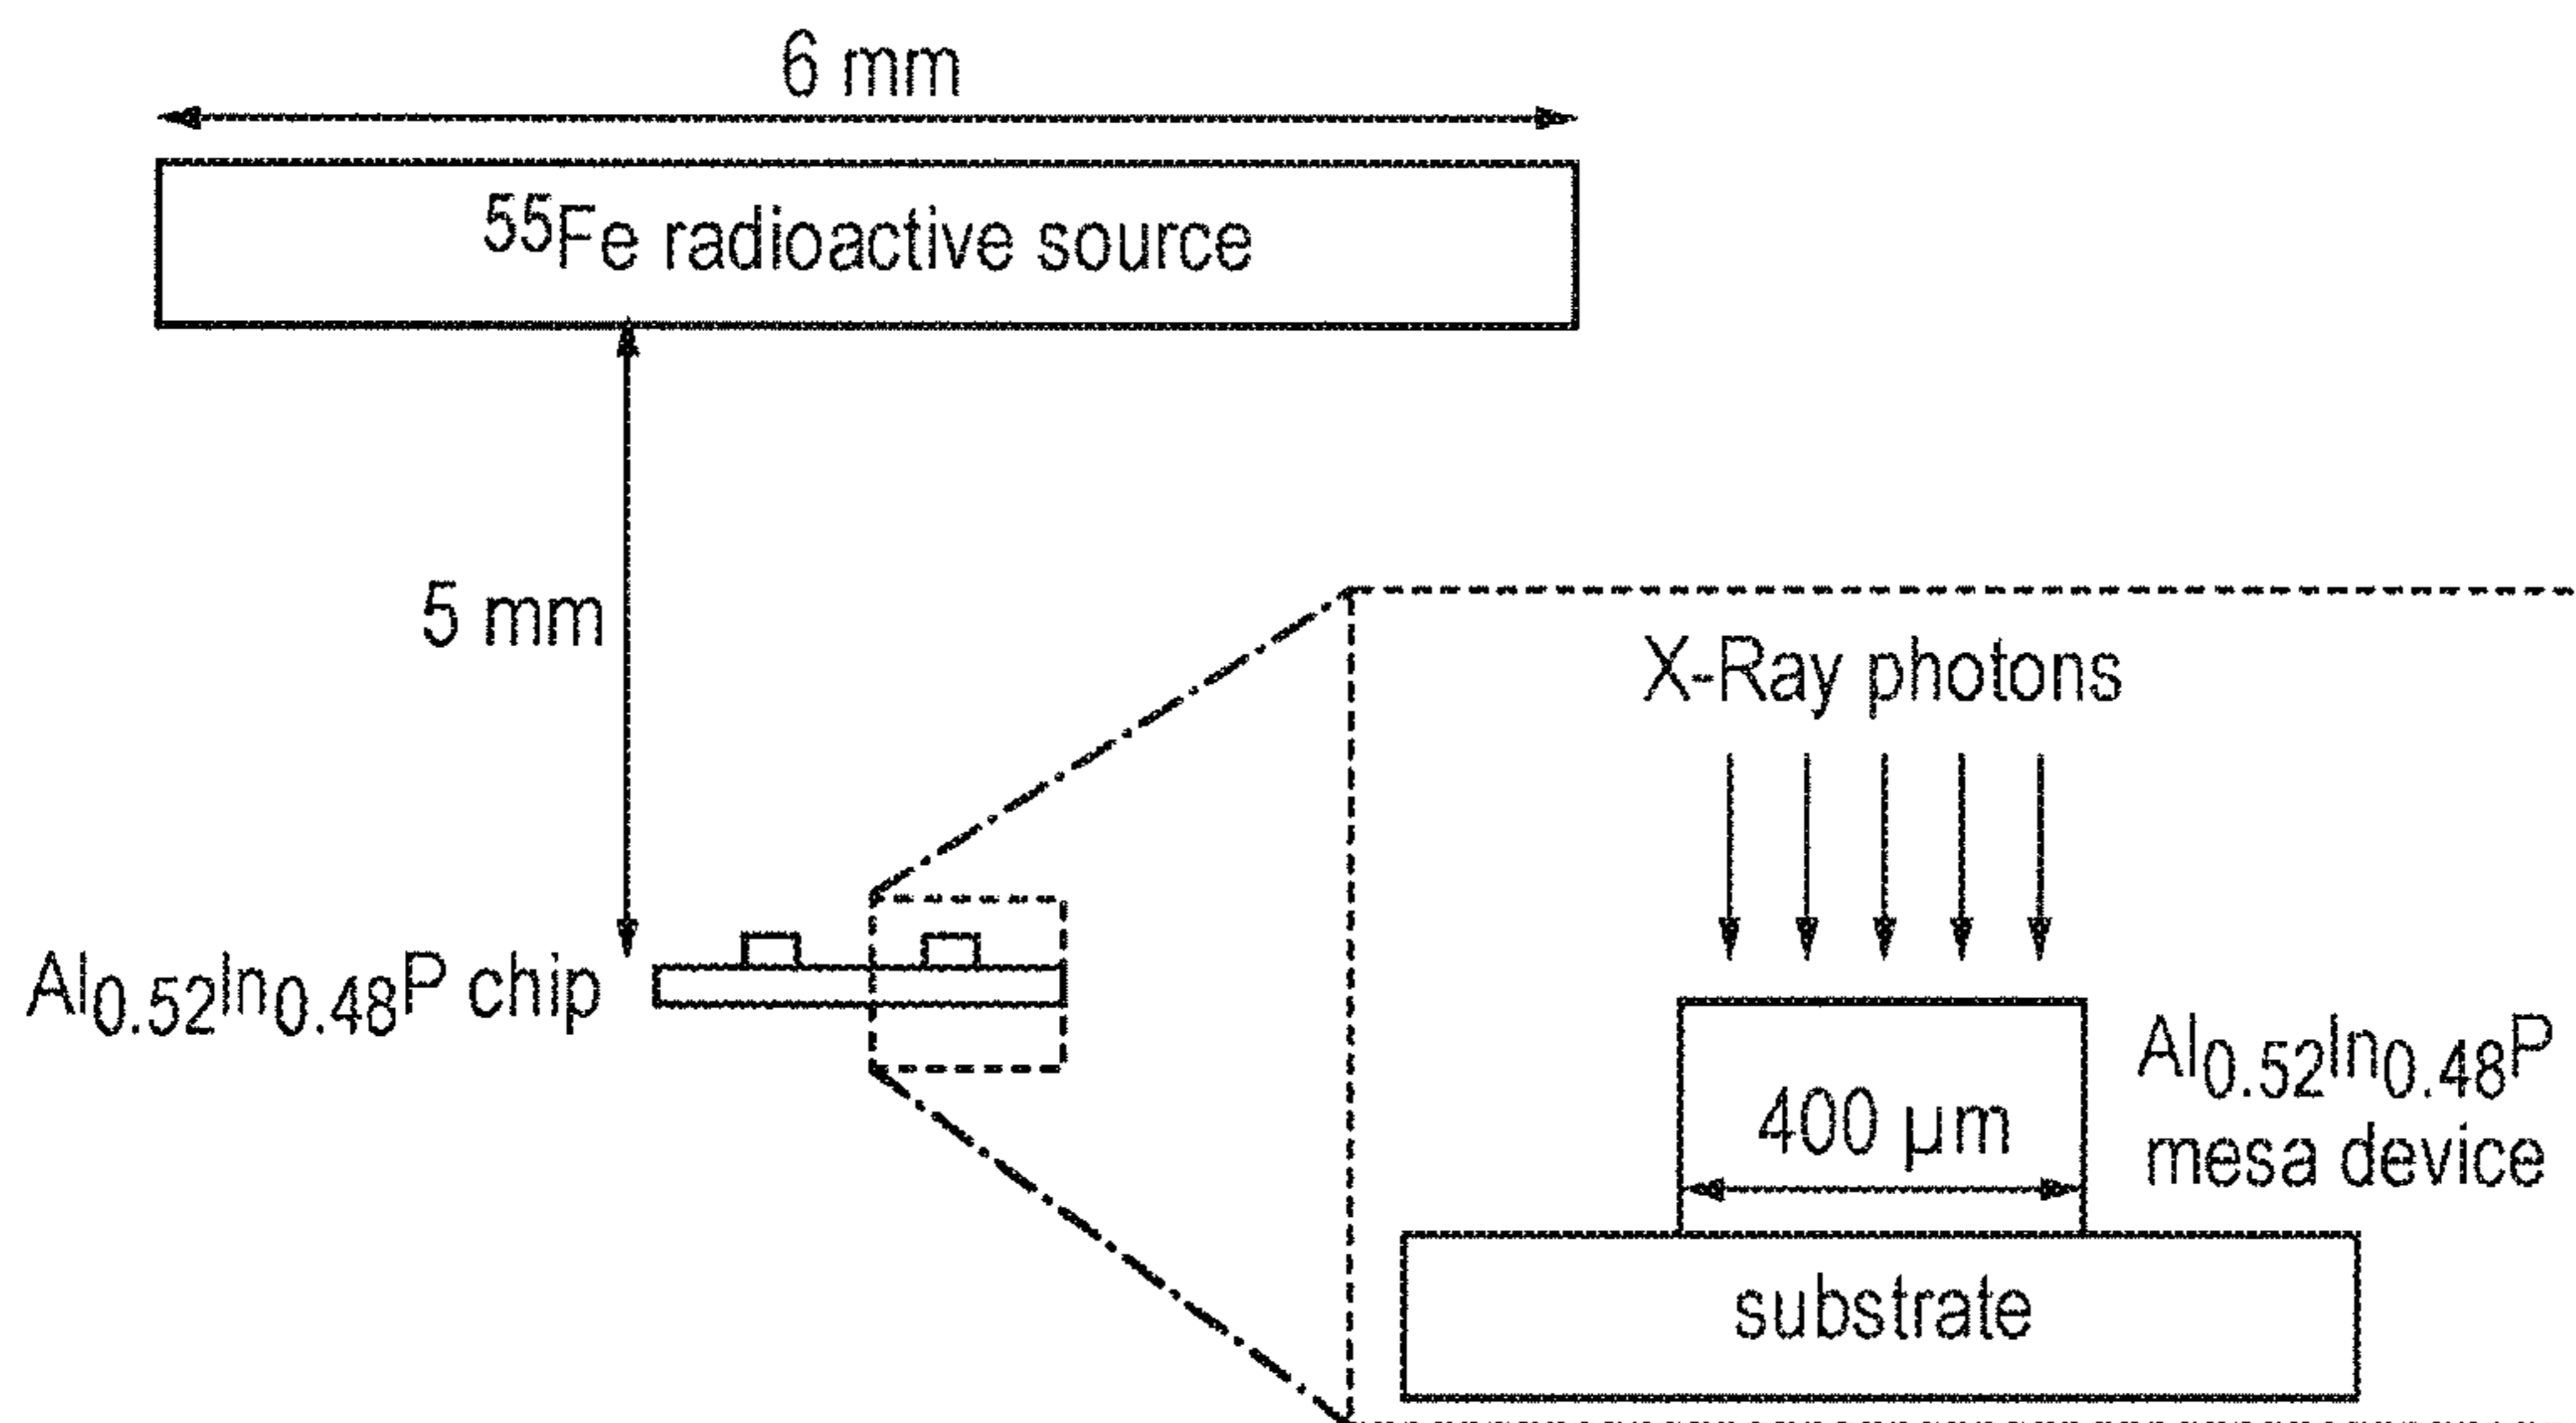 6 mm
⁵⁵Fe radioactive source
5 mm
X-Ray photons
Al₀.₅₂In₀.₄₈P chip
Al₀.₅₂In₀.₄₈P
mesa device
400 µm
substrate